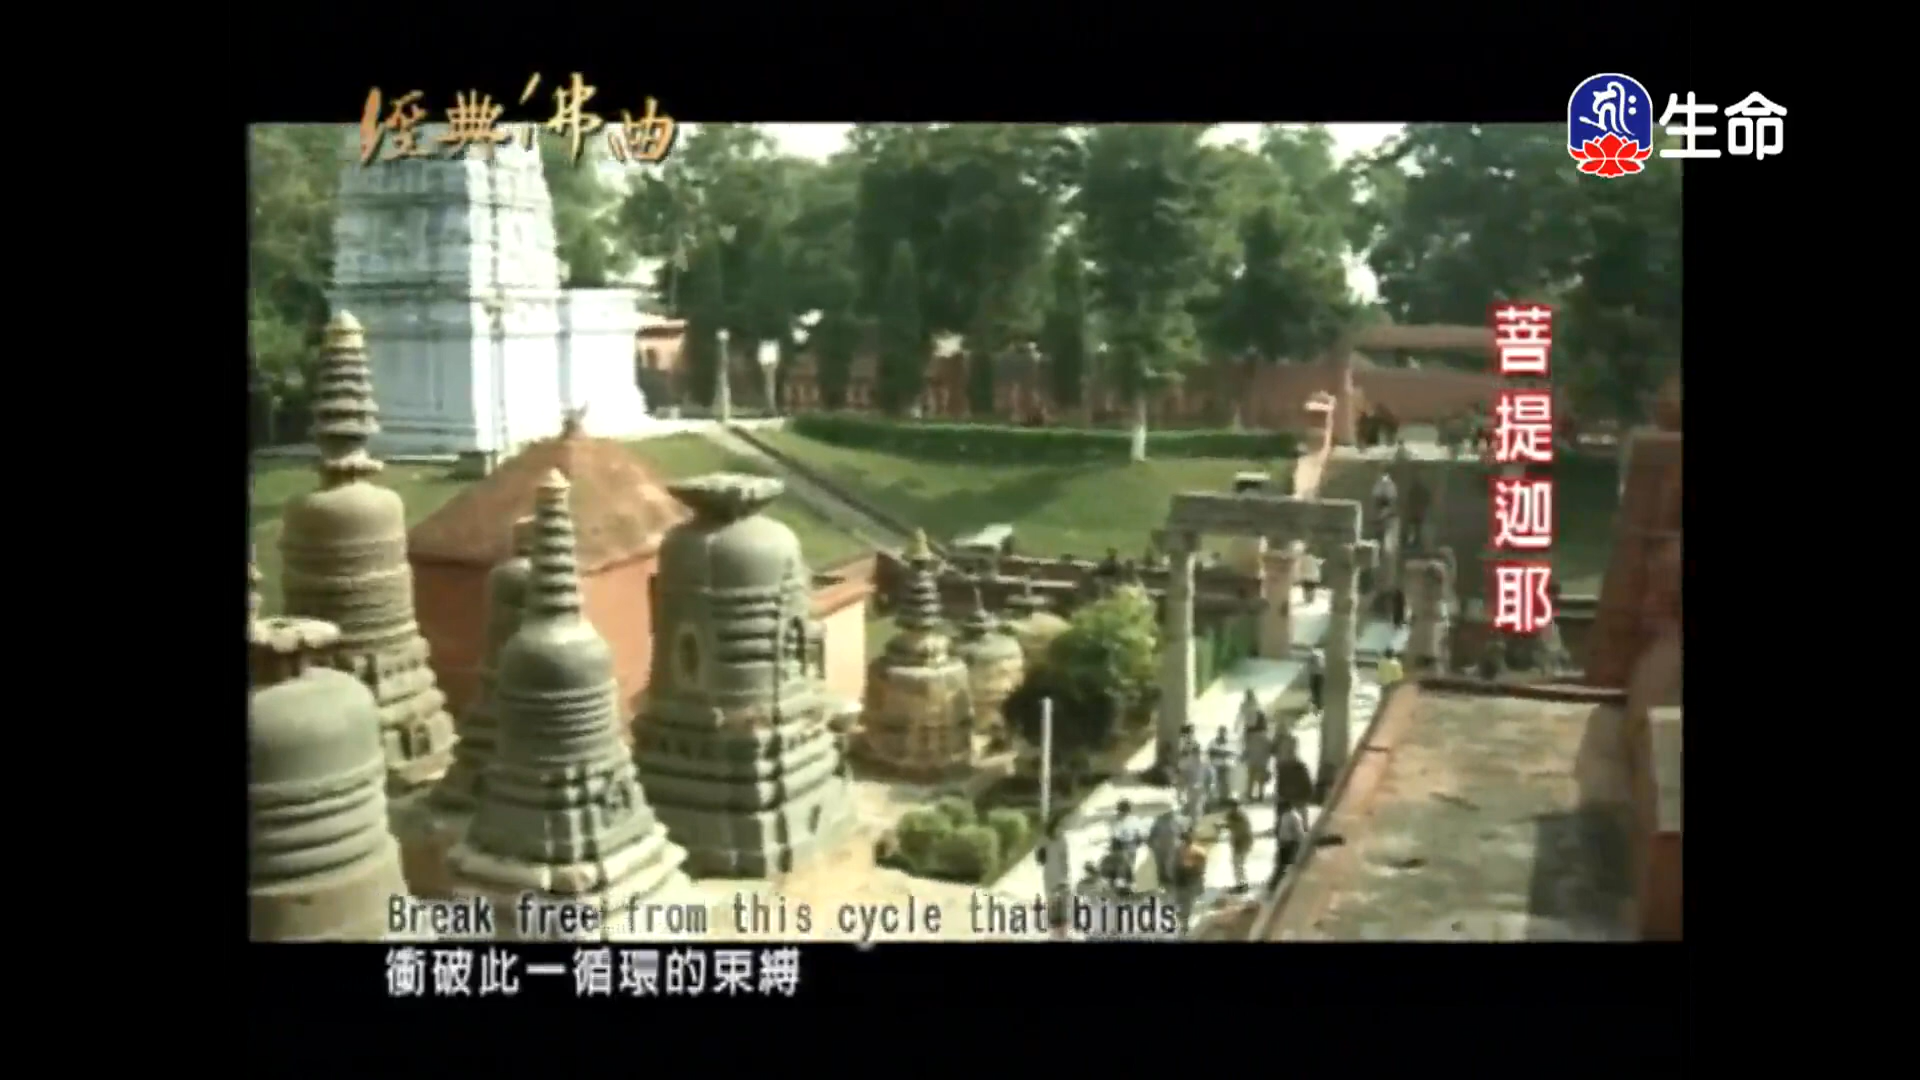 經典佛曲
生命
菩提迦耶
Break free from this cycle that binds.
衝破此一循環的束縛